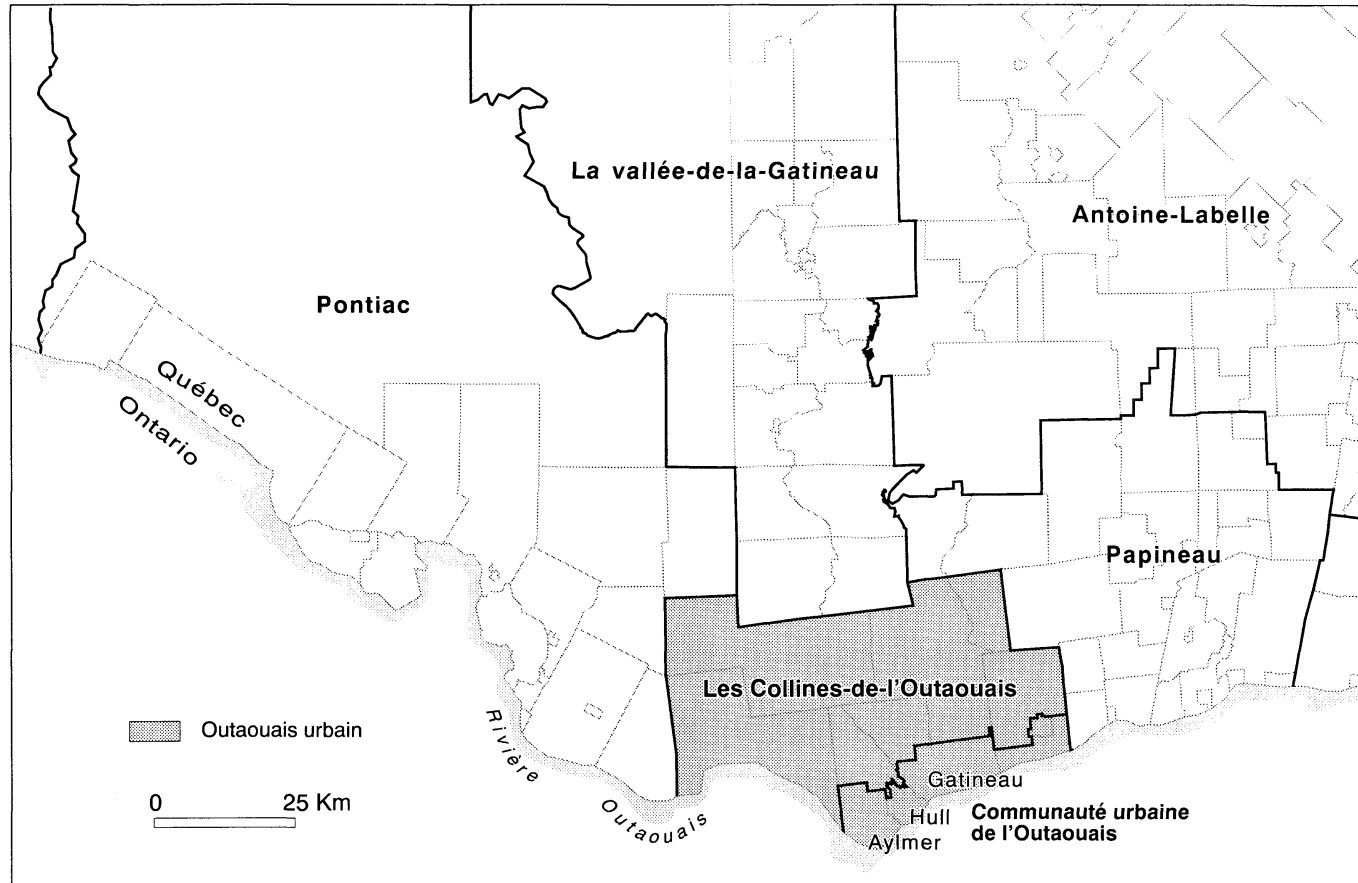 La vallée-de-la-Gatineau
Antoine-Labelle
Pontiac
Québec
Ontario
Papineau
Les Collines-de-l'Outaouais
Outaouais urbain
0 25 Km
Rivière
Outaouais
Gatineau
Hull
Aylmer
Communauté urbaine
de l'Outaouais